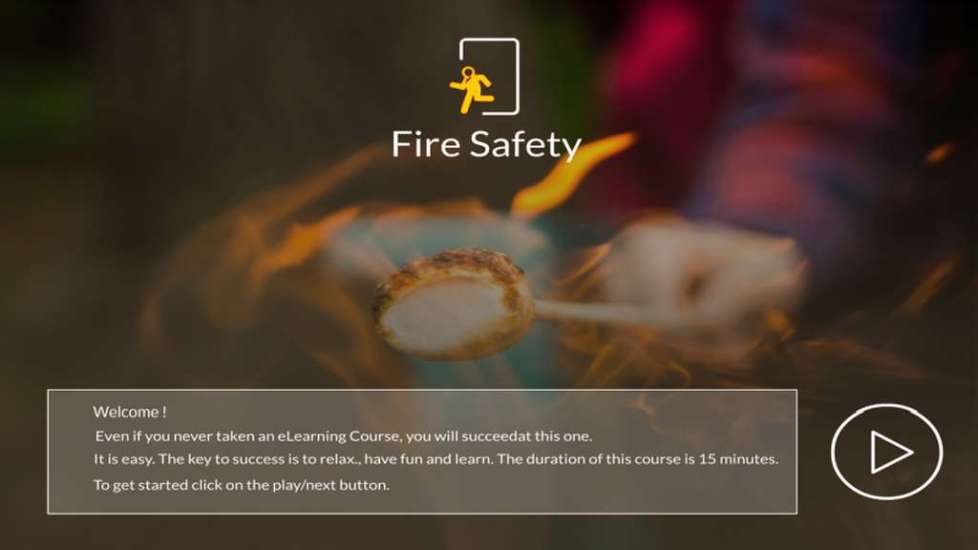 Fire Safety
Welcome !
Even if you never taken an eLearning Course, you will succeedat this one.
It is easy. The key to success is to relax., have fun and learn. The duration of this course is 15 minutes.
To get started click on the play/next button.